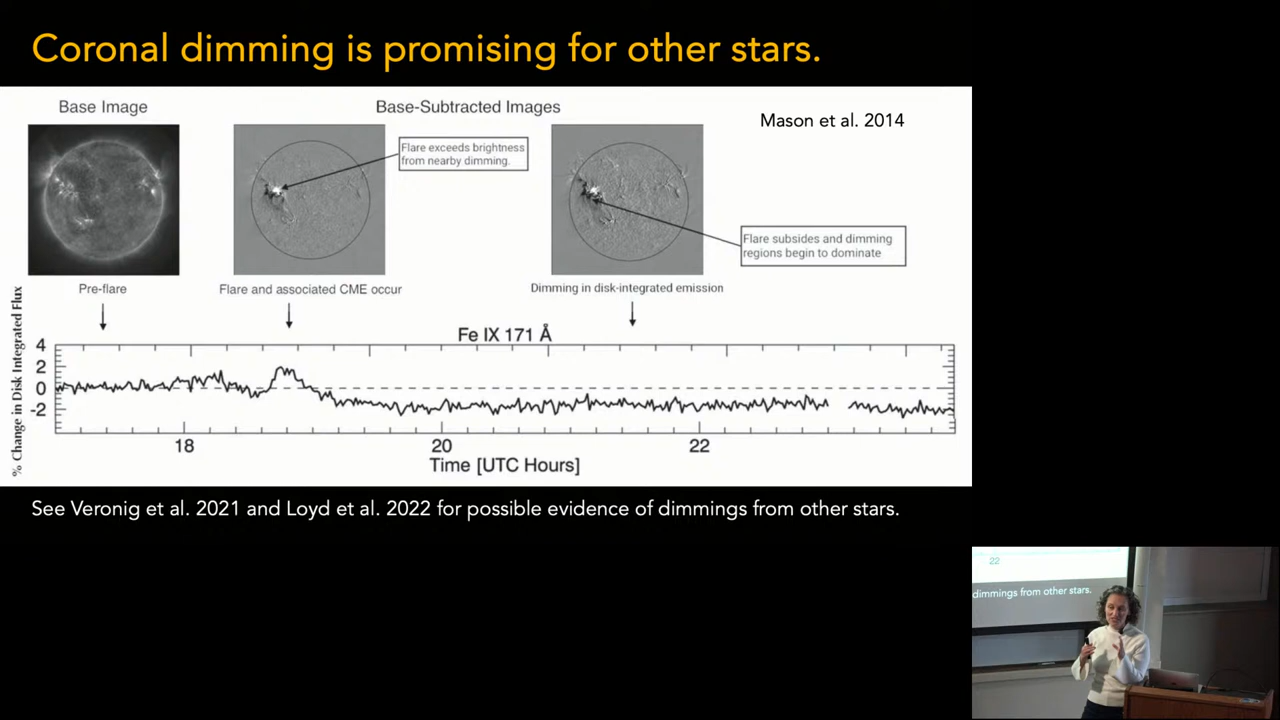 Coronal dimming is promising for other stars.
Base Image
Base-Subtracted Images
Mason et al. 2014
Flare exceeds brightness
from nearby dimming.
Flare subsides and dimming
regions begin to dominate
Pre-flare
Flare and associated CME occur
Dimming in disk-integrated emission
% Change in Disk Integrated Flux
Fe IX 171 Å
4
2
0
-2
18
20
22
Time [UTC Hours]
See Veronig et al. 2021 and Loyd et al. 2022 for possible evidence of dimmings from other stars.
22
dimmings from other stars.